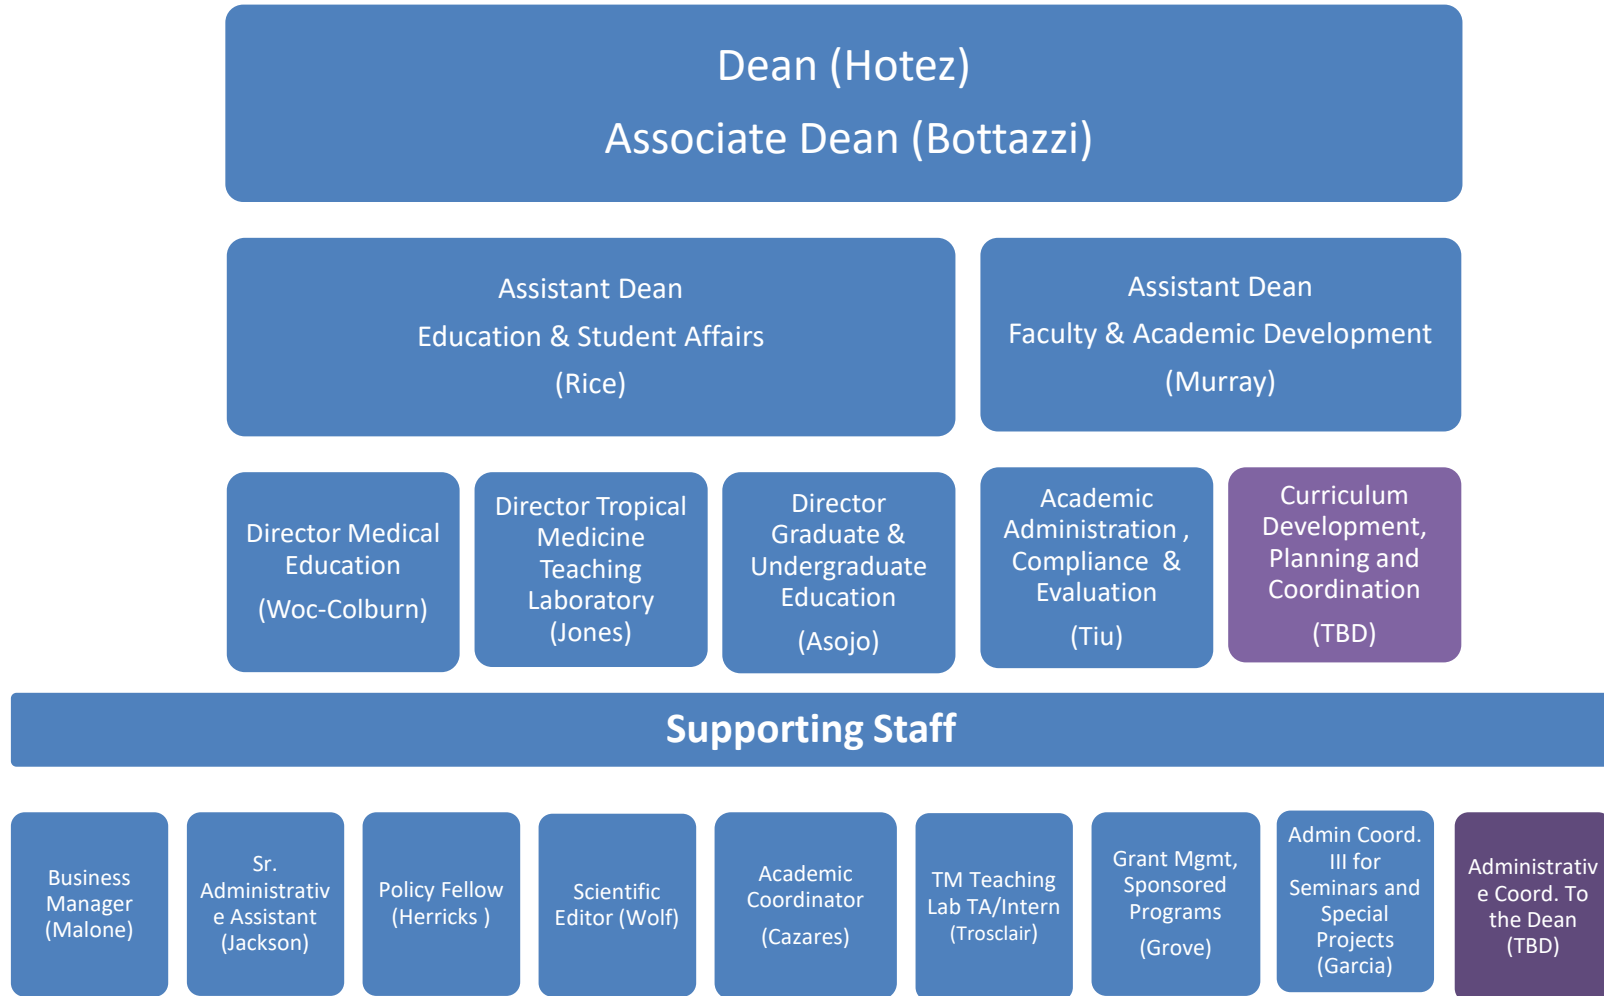 Dean (Hotez)
Associate Dean (Bottazzi)
Assistant Dean
Education & Student Affairs
(Rice)
Assistant Dean
Faculty & Academic Development
(Murray)
Director Medical
Education
(Woc-Colburn)
Director Tropical
Medicine
Teaching
Laboratory
(Jones)
Director
Graduate &
Undergraduate
Education
(Asojo)
Academic
Administration ,
Compliance  &
Evaluation
(Tiu)
Curriculum
Development,
Planning and
Coordination
(TBD)
Supporting Staff
Business
Manager
(Malone)
Sr.
Administrativ
e Assistant
(Jackson)
Policy Fellow
(Herricks )
Scientific
Editor (Wolf)
Academic
Coordinator
(Cazares)
TM Teaching
Lab TA/Intern
(Trosclair)
Grant Mgmt,
Sponsored
Programs
(Grove)
Admin Coord.
III for
Seminars and
Special
Projects
(Garcia)
Administrativ
e Coord. To
the Dean
(TBD)